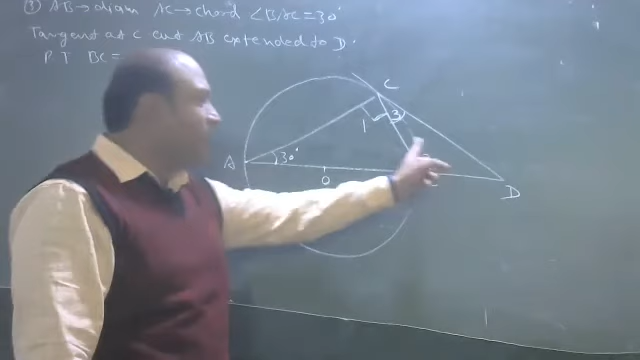 AB→diam AC→chord ∠BAC=30°
Tangent at C cut AB extended to D.
P T BC=
C
1 3
A 30°
O
D